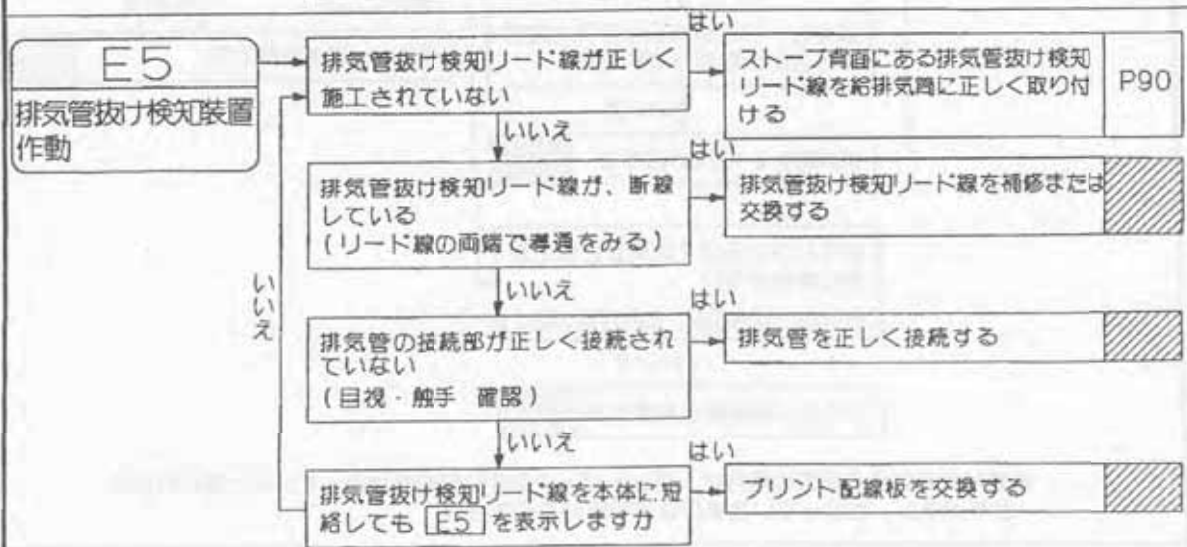 E5
排気管抜け検知装置
作動
排気管抜け検知リード線が正しく
施工されていない
はい
ストーブ背面にある排気管抜け検知
リード線を給排気筒に正しく取り付
ける
P90
いいえ
排気管抜け検知リード線が、断線
している
(リード線の両端で導通をみる)
はい
排気管抜け検知リード線を補修または
交換する
いいえ
排気管の接続部が正しく接続され
ていない
(目視・触手 確認)
はい
排気管を正しく接続する
いいえ
排気管抜け検知リード線を本体に短
絡しても E5 を表示しますか
はい
プリント配線板を交換する
いいえ